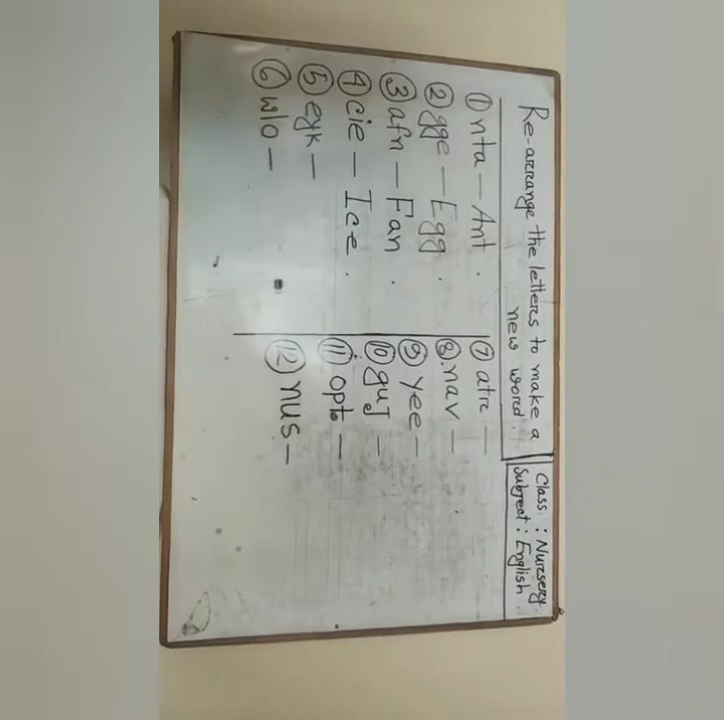 Re-arrange the letters to make a
new word.
Class : Nursery.
Subject : English.
① nta – Ant.
② gge – Egg.
③ afn – Fan.
④ cie – Ice.
⑤ eyk –
⑥ wlo –
⑦ atr –
⑧ nav –
⑨ yee –
⑩ guj –
⑪ opt –
⑫ nus –